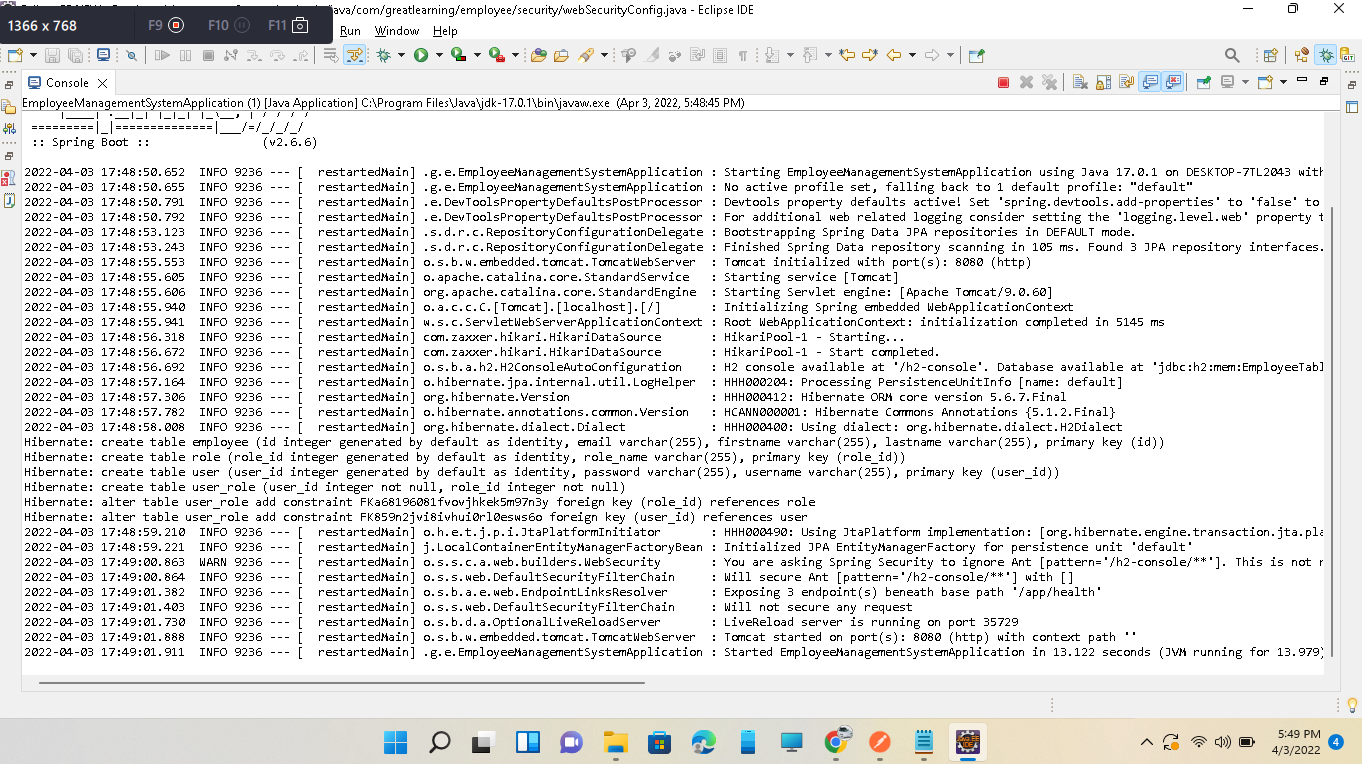 java/com/greatlearning/employee/security/webSecurityConfig.java - Eclipse IDE
1366 x 768
F9
F10
F11
Run Window Help
Console
EmployeeManagementSystemApplication (1) [Java Application] C:\Program Files\Java\jdk-17.0.1\bin\javaw.exe (Apr 3, 2022, 5:48:45 PM)
=========|_|==============|___/=/_/_/_/
:: Spring Boot :: (v2.6.6)
2022-04-03 17:48:50.652 INFO 9236 --- [ restartedMain] .g.e.EmployeeManagementSystemApplication : Starting EmployeeManagementSystemApplication using Java 17.0.1 on DESKTOP-7TL2043 with
2022-04-03 17:48:50.655 INFO 9236 --- [ restartedMain] .g.e.EmployeeManagementSystemApplication : No active profile set, falling back to 1 default profile: "default"
2022-04-03 17:48:50.791 INFO 9236 --- [ restartedMain] .e.DevToolsPropertyDefaultsPostProcessor : Devtools property defaults active! Set 'spring.devtools.add-properties' to 'false' to
2022-04-03 17:48:50.792 INFO 9236 --- [ restartedMain] .e.DevToolsPropertyDefaultsPostProcessor : For additional web related logging consider setting the 'logging.level.web' property t
2022-04-03 17:48:53.123 INFO 9236 --- [ restartedMain] .s.d.r.c.RepositoryConfigurationDelegate : Bootstrapping Spring Data JPA repositories in DEFAULT mode.
2022-04-03 17:48:53.243 INFO 9236 --- [ restartedMain] .s.d.r.c.RepositoryConfigurationDelegate : Finished Spring Data repository scanning in 105 ms. Found 3 JPA repository interfaces.
2022-04-03 17:48:55.553 INFO 9236 --- [ restartedMain] o.s.b.w.embedded.tomcat.TomcatWebServer : Tomcat initialized with port(s): 8080 (http)
2022-04-03 17:48:55.605 INFO 9236 --- [ restartedMain] o.apache.catalina.core.StandardService : Starting service [Tomcat]
2022-04-03 17:48:55.606 INFO 9236 --- [ restartedMain] org.apache.catalina.core.StandardEngine : Starting Servlet engine: [Apache Tomcat/9.0.60]
2022-04-03 17:48:55.940 INFO 9236 --- [ restartedMain] o.a.c.c.C.[Tomcat].[localhost].[/] : Initializing Spring embedded WebApplicationContext
2022-04-03 17:48:55.941 INFO 9236 --- [ restartedMain] w.s.c.ServletWebServerApplicationContext : Root WebApplicationContext: initialization completed in 5145 ms
2022-04-03 17:48:56.318 INFO 9236 --- [ restartedMain] com.zaxxer.hikari.HikariDataSource : HikariPool-1 - Starting...
2022-04-03 17:48:56.672 INFO 9236 --- [ restartedMain] com.zaxxer.hikari.HikariDataSource : HikariPool-1 - Start completed.
2022-04-03 17:48:56.692 INFO 9236 --- [ restartedMain] o.s.b.a.h2.H2ConsoleAutoConfiguration : H2 console available at '/h2-console'. Database available at 'jdbc:h2:mem:EmployeeTabl
2022-04-03 17:48:57.164 INFO 9236 --- [ restartedMain] o.hibernate.jpa.internal.util.LogHelper : HHH000204: Processing PersistenceUnitInfo [name: default]
2022-04-03 17:48:57.306 INFO 9236 --- [ restartedMain] org.hibernate.Version : HHH000412: Hibernate ORM core version 5.6.7.Final
2022-04-03 17:48:57.782 INFO 9236 --- [ restartedMain] o.hibernate.annotations.common.Version : HCANN000001: Hibernate Commons Annotations {5.1.2.Final}
2022-04-03 17:48:58.008 INFO 9236 --- [ restartedMain] org.hibernate.dialect.Dialect : HHH000400: Using dialect: org.hibernate.dialect.H2Dialect
Hibernate: create table employee (id integer generated by default as identity, email varchar(255), firstname varchar(255), lastname varchar(255), primary key (id))
Hibernate: create table role (role_id integer generated by default as identity, role_name varchar(255), primary key (role_id))
Hibernate: create table user (user_id integer generated by default as identity, password varchar(255), username varchar(255), primary key (user_id))
Hibernate: create table user_role (user_id integer not null, role_id integer not null)
Hibernate: alter table user_role add constraint FKa68196081fvovjhkek5m97n3y foreign key (role_id) references role
Hibernate: alter table user_role add constraint FK859n2jvi8ivhui0rl0esws6o foreign key (user_id) references user
2022-04-03 17:48:59.210 INFO 9236 --- [ restartedMain] o.h.e.t.j.p.i.JtaPlatformInitiator : HHH000490: Using JtaPlatform implementation: [org.hibernate.engine.transaction.jta.pla
2022-04-03 17:48:59.221 INFO 9236 --- [ restartedMain] j.LocalContainerEntityManagerFactoryBean : Initialized JPA EntityManagerFactory for persistence unit 'default'
2022-04-03 17:49:00.863 WARN 9236 --- [ restartedMain] o.s.s.c.a.web.builders.WebSecurity : You are asking Spring Security to ignore Ant [pattern='/h2-console/**']. This is not r
2022-04-03 17:49:00.864 INFO 9236 --- [ restartedMain] o.s.s.web.DefaultSecurityFilterChain : Will secure Ant [pattern='/h2-console/**'] with []
2022-04-03 17:49:01.382 INFO 9236 --- [ restartedMain] o.s.b.a.e.web.EndpointLinksResolver : Exposing 3 endpoint(s) beneath base path '/app/health'
2022-04-03 17:49:01.403 INFO 9236 --- [ restartedMain] o.s.s.web.DefaultSecurityFilterChain : Will not secure any request
2022-04-03 17:49:01.730 INFO 9236 --- [ restartedMain] o.s.b.d.a.OptionalLiveReloadServer : LiveReload server is running on port 35729
2022-04-03 17:49:01.888 INFO 9236 --- [ restartedMain] o.s.b.w.embedded.tomcat.TomcatWebServer : Tomcat started on port(s): 8080 (http) with context path ''
2022-04-03 17:49:01.911 INFO 9236 --- [ restartedMain] .g.e.EmployeeManagementSystemApplication : Started EmployeeManagementSystemApplication in 13.122 seconds (JVM running for 13.979)
5:49 PM
4/3/2022
4